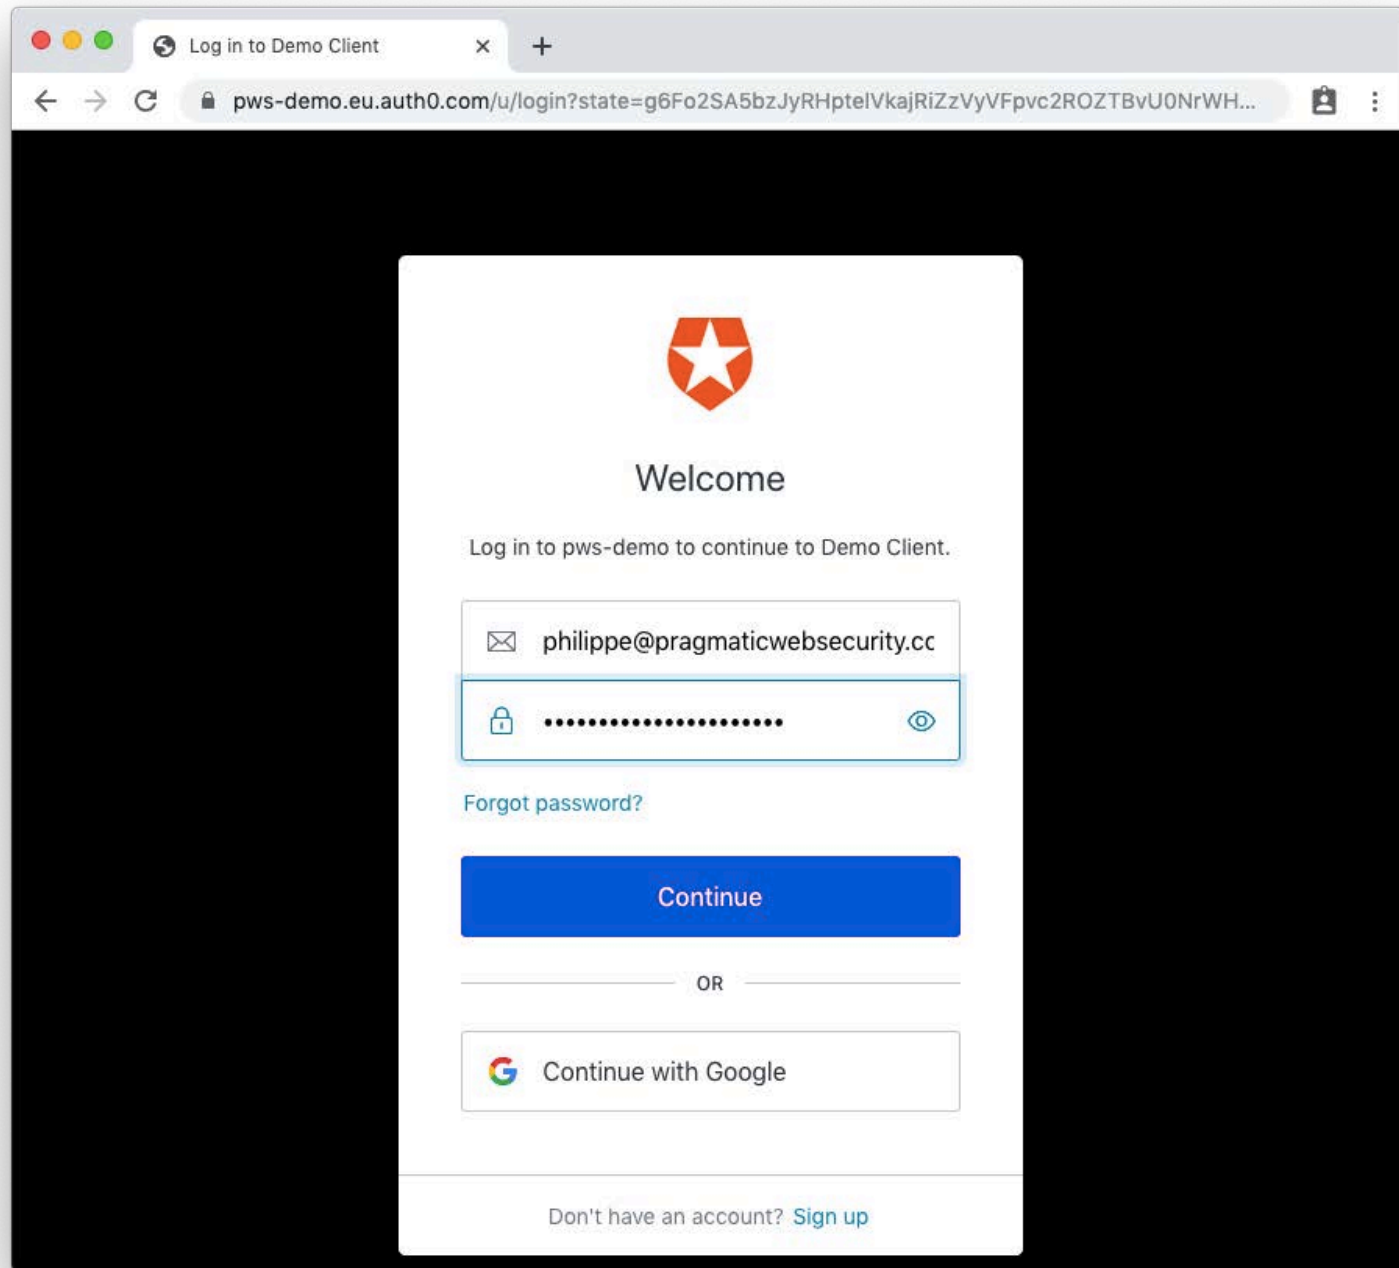 Log in to Demo Client
pws-demo.eu.auth0.com/u/login?state=g6Fo2SA5bzJyRHptelVkajRiZzVyVFpvc2ROZTBvU0NrWH...
Welcome
Log in to pws-demo to continue to Demo Client.
philippe@pragmaticwebsecurity.cc
••••••••••••••••••••••
Forgot password?
Continue
OR
Continue with Google
Don't have an account? Sign up